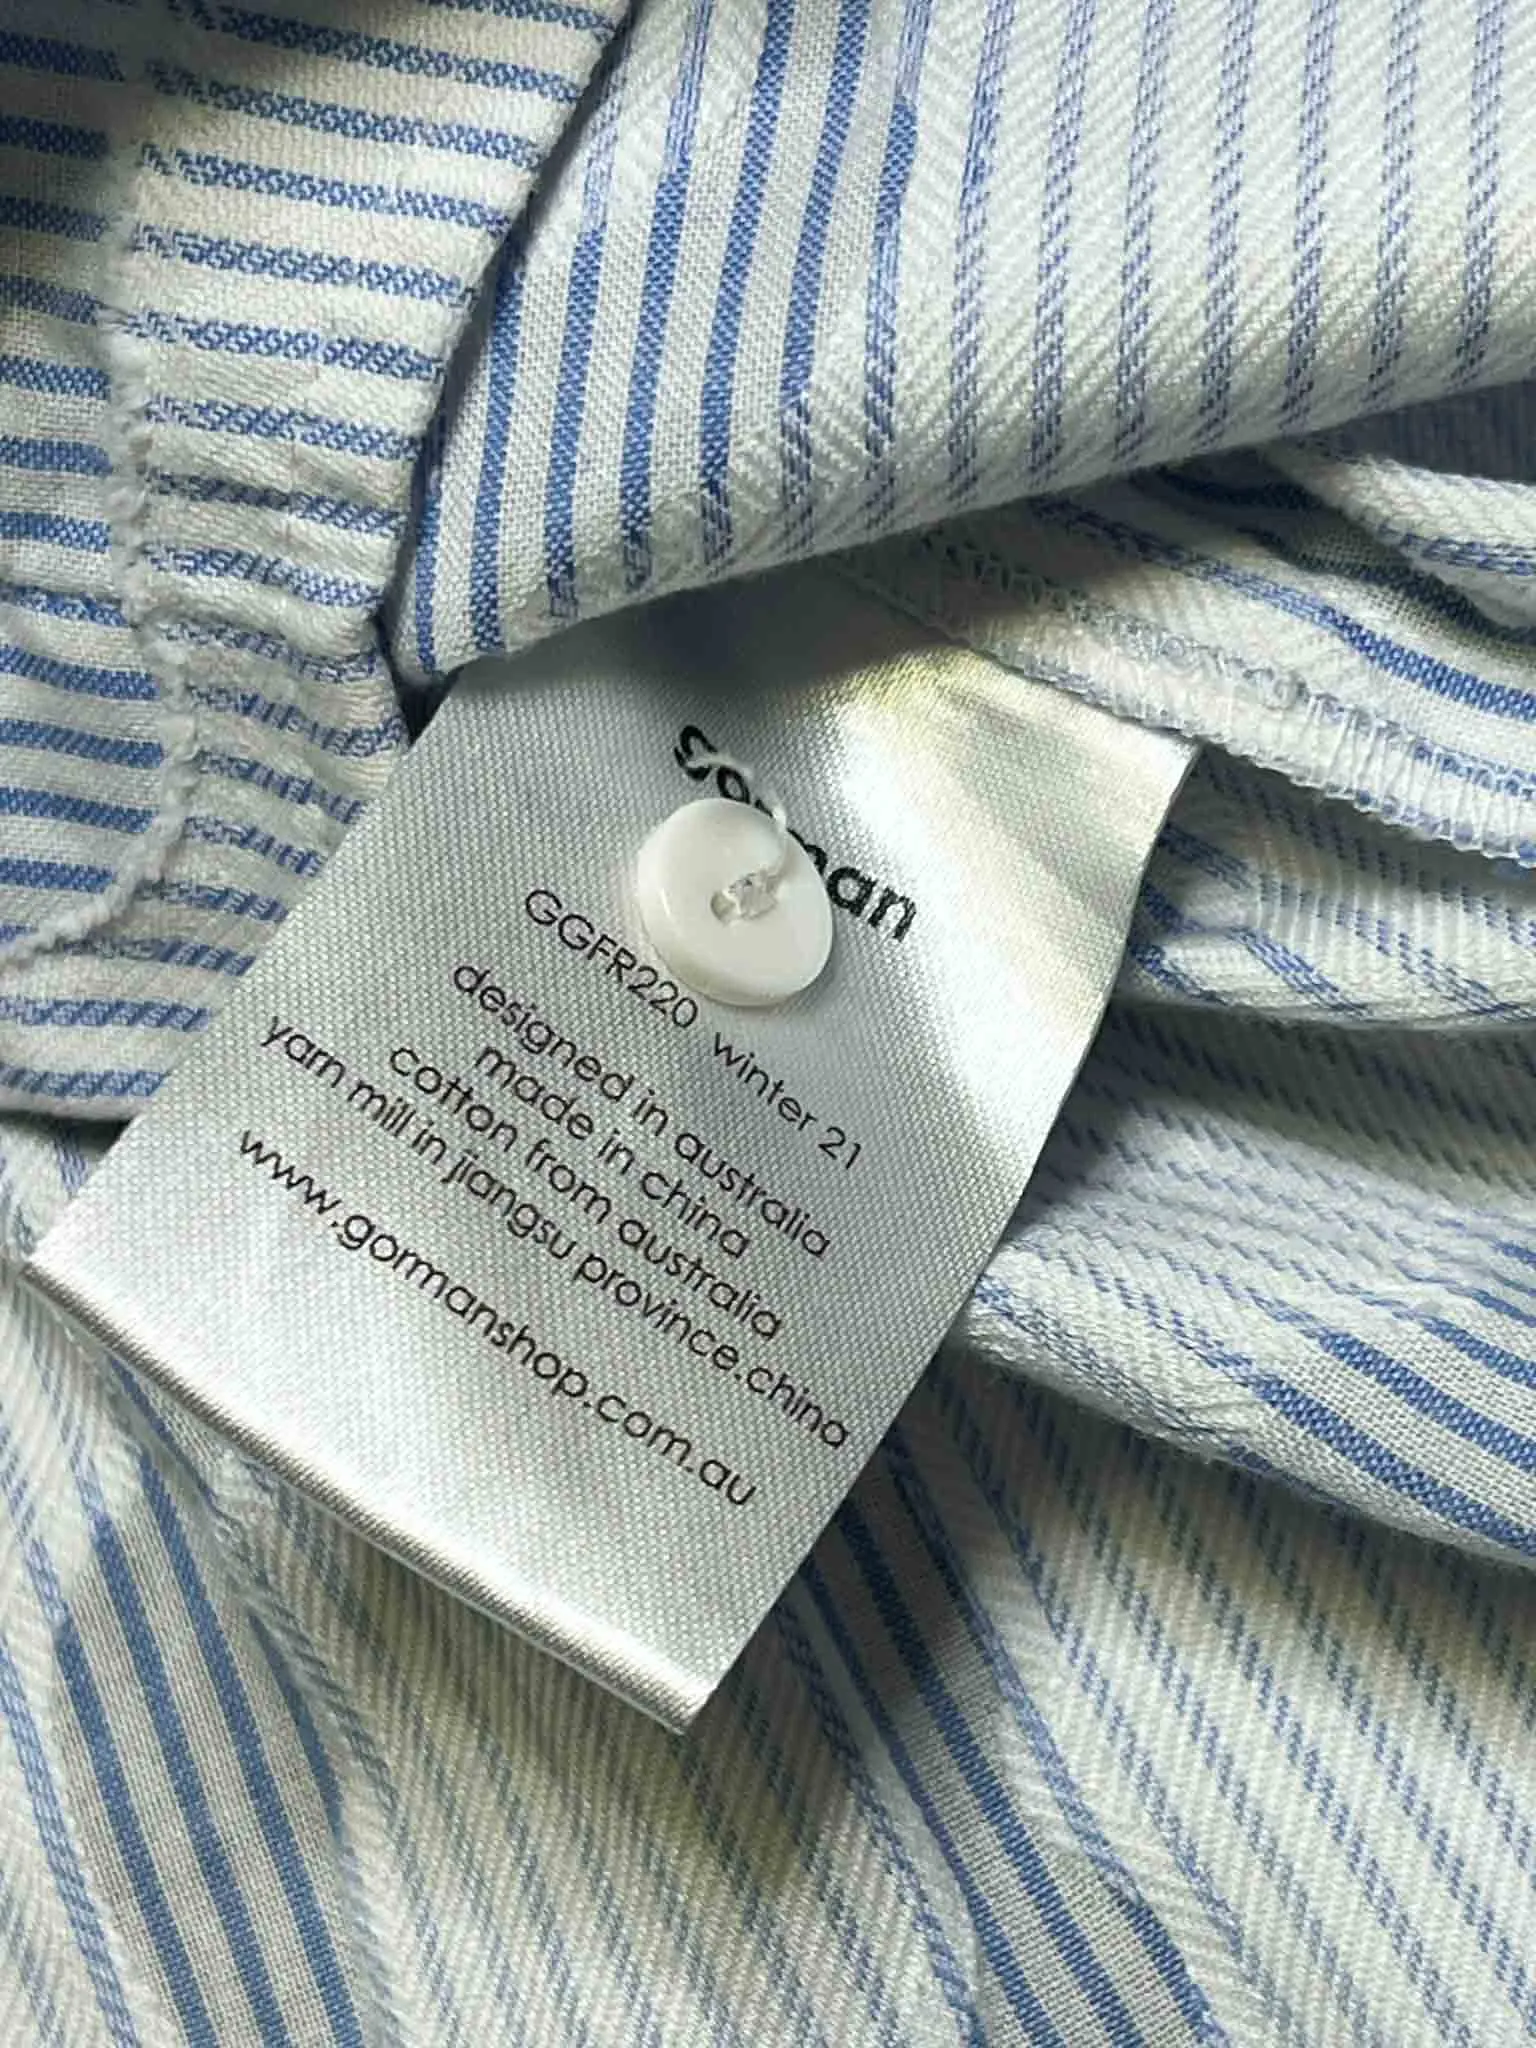 gorman
GGFR220 winter 21
designed in australia
made in china
cotton from australia
yarn mill in jiangsu province.china
www.gormanshop.com.au